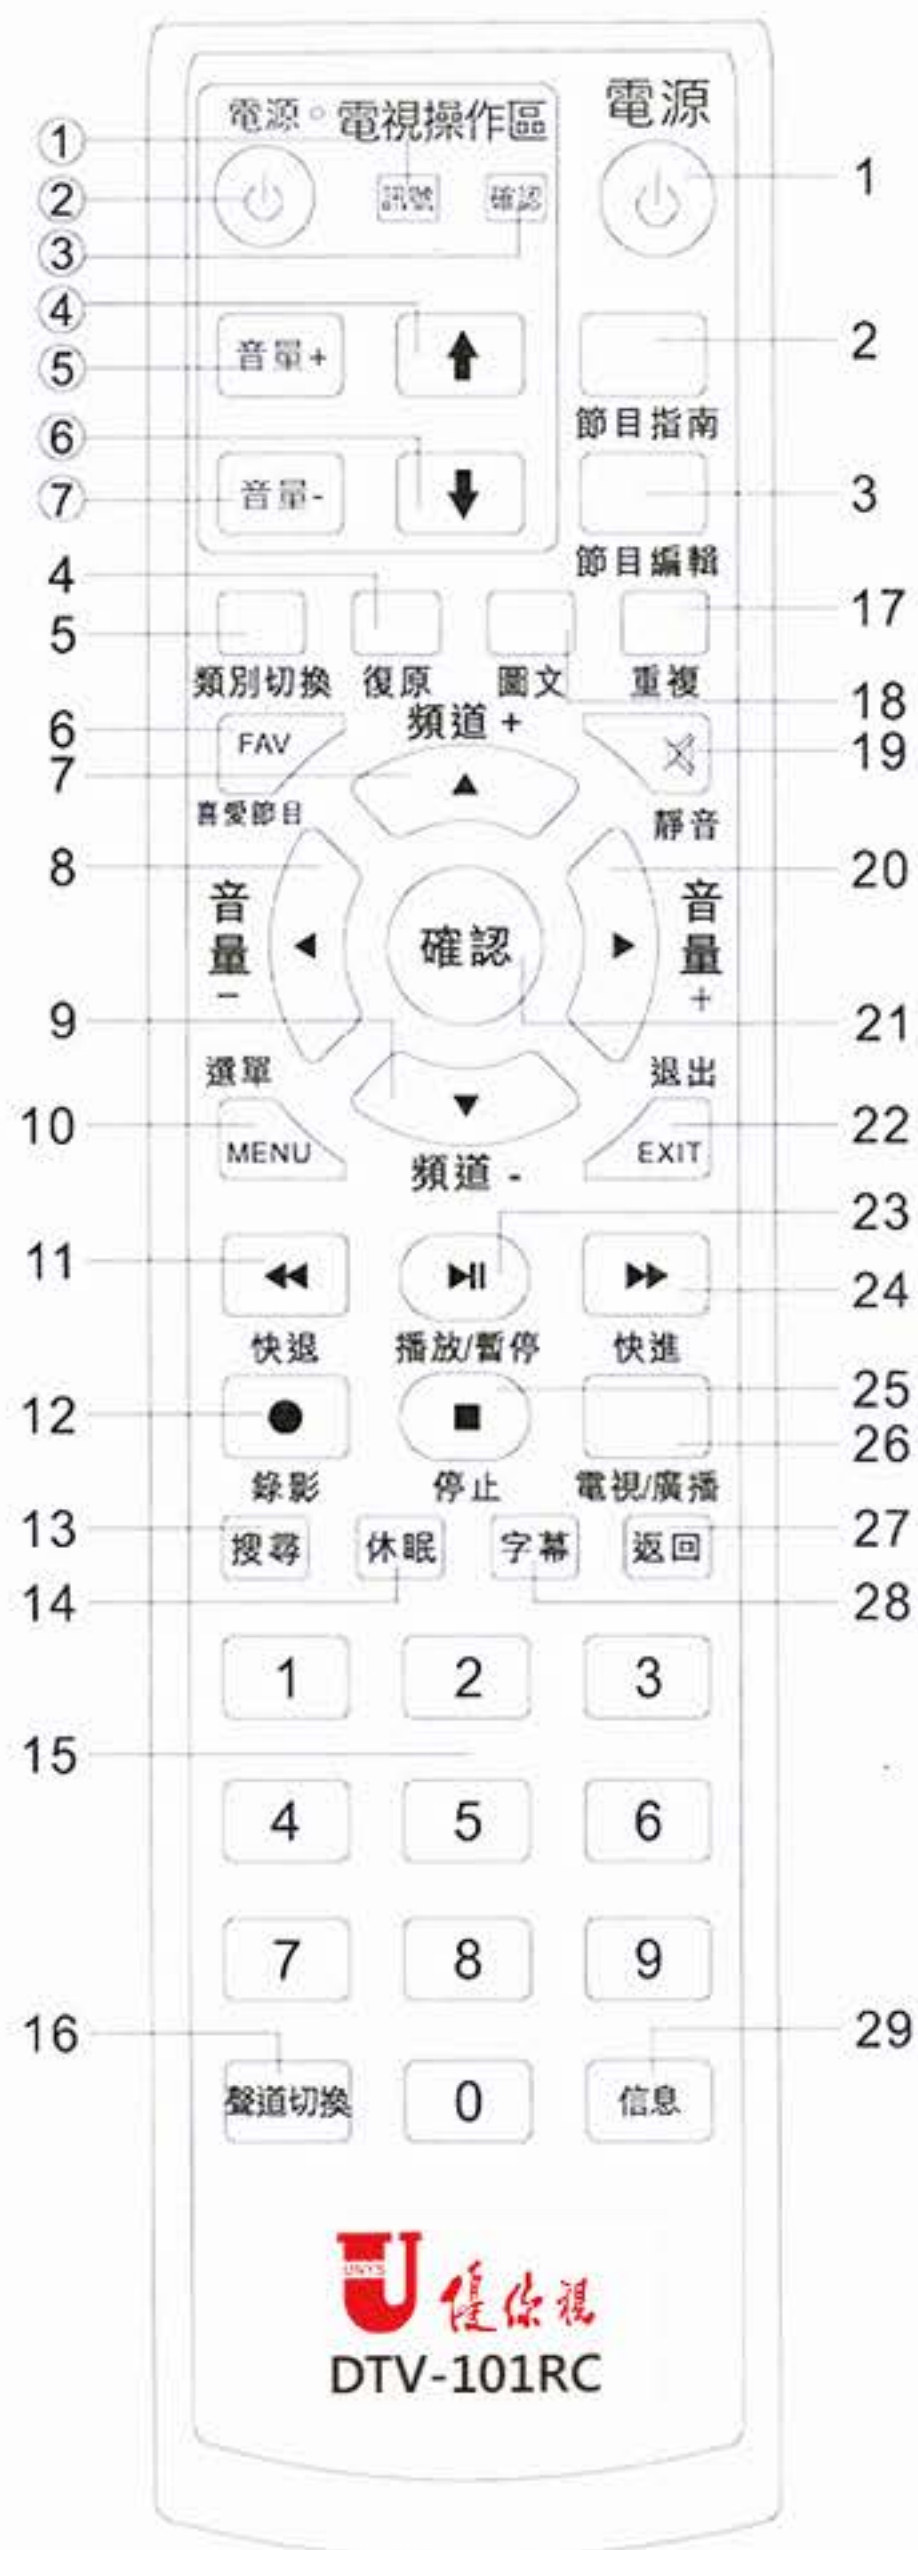 電源 電視操作區 電源
① 
② 訊號 確認 1
③
④
⑤ 音量+ 2
節目指南
⑥
⑦ 音量- 3
節目編輯
4
5 17
類別切換 復原 圖文 重複
18
6 FAV 頻道 + 19
7
喜愛節目 靜音
8 20
音量- 確認 音量+
9 21
選單 退出
10 MENU EXIT 22
頻道 -
23
11 24
快退 播放/暫停 快進
25
12 26
錄影 停止 電視/廣播
13 搜尋 休眠 字幕 返回 27
14 28
1 2 3
15
4 5 6
7 8 9
16 29
聲道切換 0 信息
UNYS
優你視
DTV-101RC